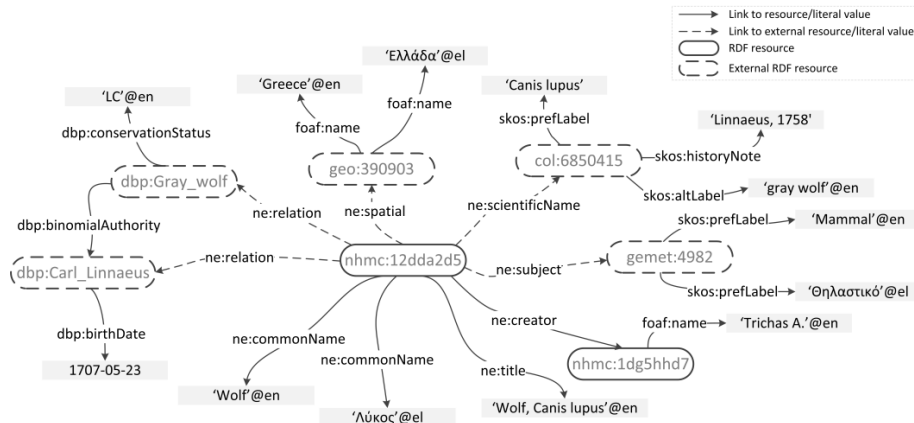 Link to resource/literal value
Link to external resource/literal value
RDF resource
External RDF resource
‘Ελλάδα’@el
‘Greece’@en
‘Canis lupus’
‘LC’@en
foaf:name
foaf:name
skos:prefLabel
‘Linnaeus, 1758'
dbp:conservationStatus
geo:390903
col:6850415
skos:historyNote
dbp:Gray_wolf
skos:altLabel
‘gray wolf’@en
ne:spatial
ne:scientificName
dbp:binomialAuthority
ne:relation
skos:prefLabel
‘Mammal’@en
dbp:Carl_Linnaeus
ne:relation
nhmc:12dda2d5
ne:subject
gemet:4982
skos:prefLabel
‘Θηλαστικό’@el
dbp:birthDate
ne:creator
foaf:name
‘Trichas A.’@en
ne:commonName
ne:commonName
1707-05-23
ne:title
nhmc:1dg5hhd7
‘Wolf’@en
‘Λύκος’@el
‘Wolf, Canis lupus’@en